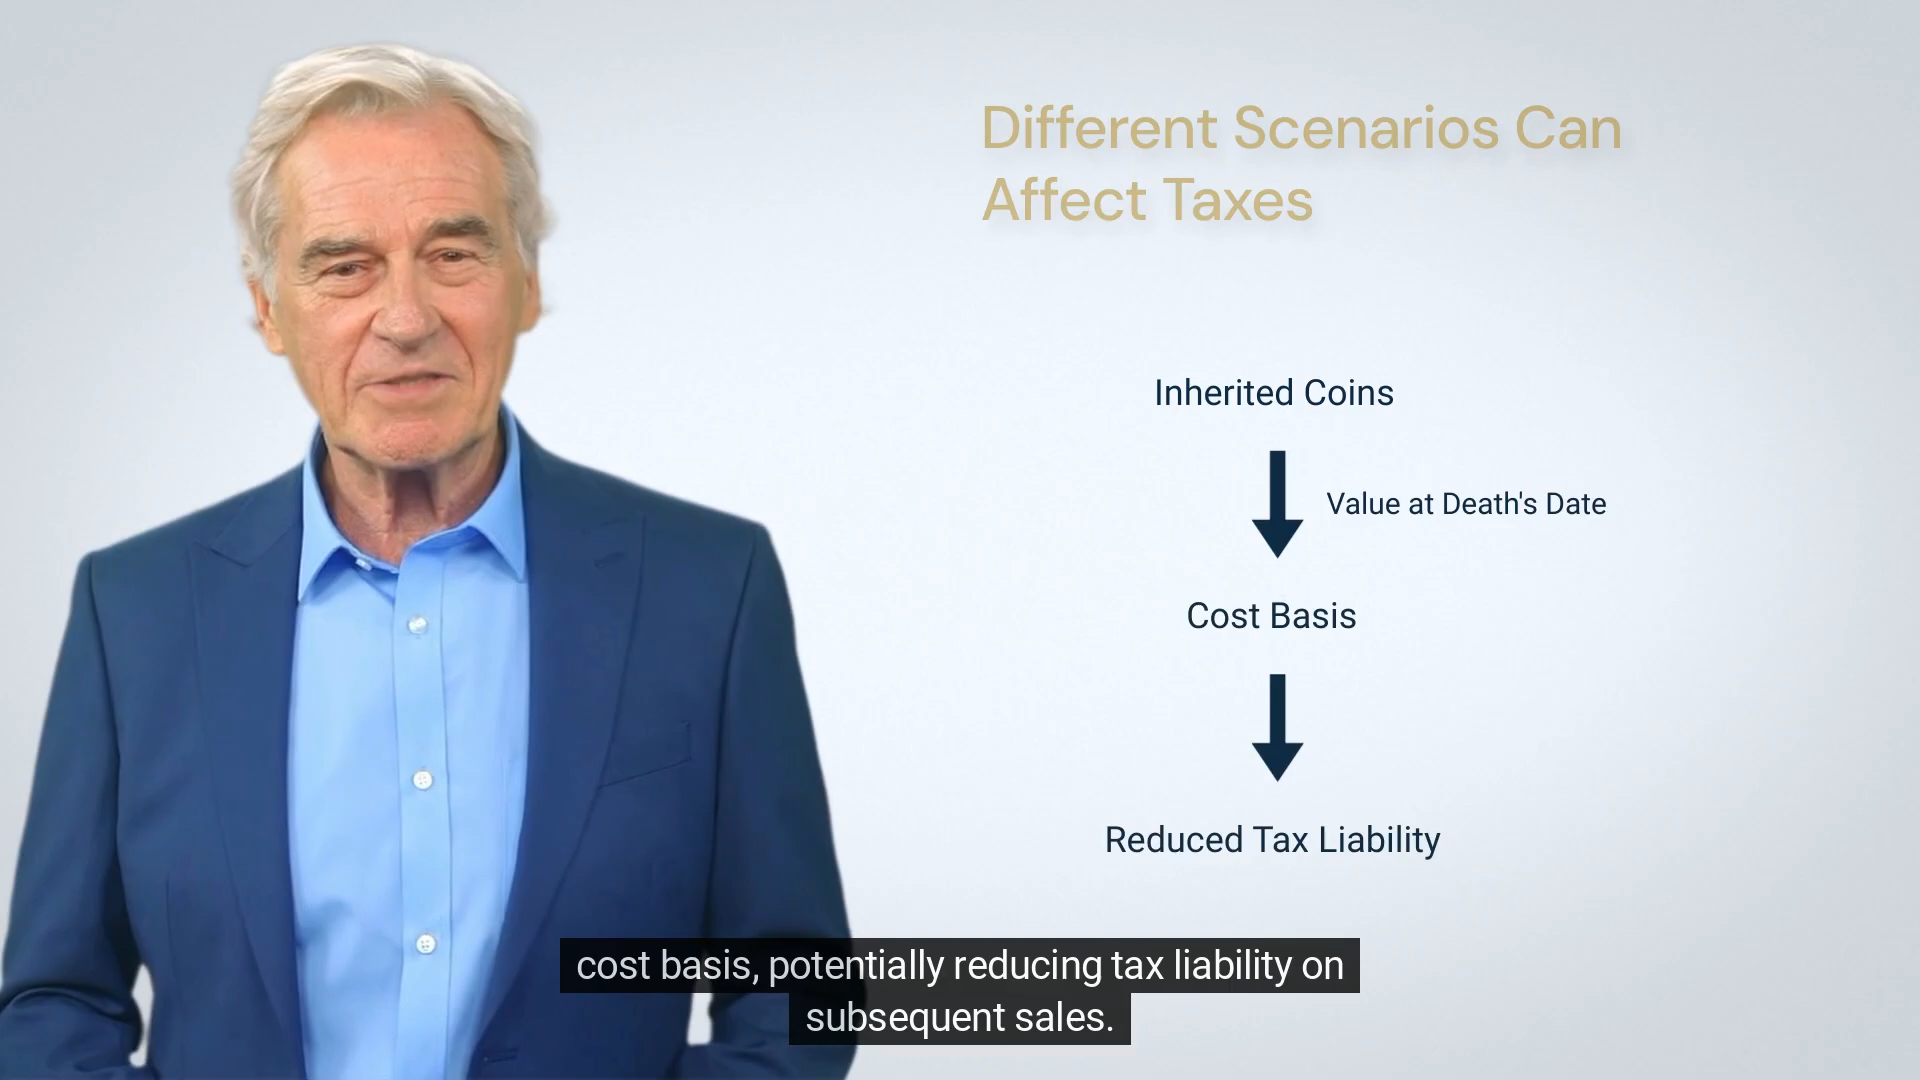 Different Scenarios Can
Affect Taxes
Inherited Coins
Value at Death's Date
Cost Basis
Reduced Tax Liability
cost basis, potentially reducing tax liability on
subsequent sales.